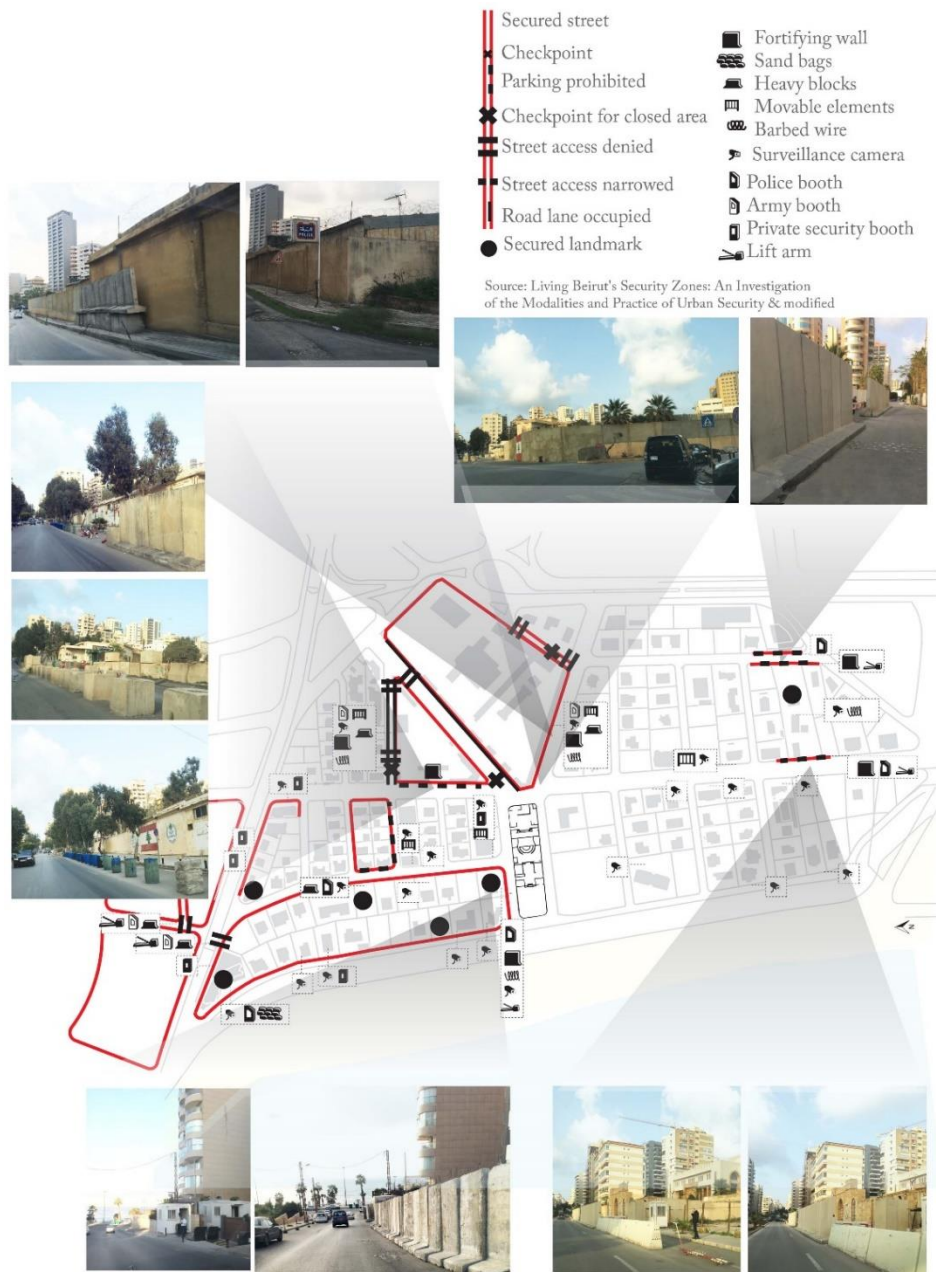 Secured street
Checkpoint
Parking prohibited
Checkpoint for closed area
Street access denied
Street access narrowed
Road lane occupied
Secured landmark
Fortifying wall
Sand bags
Heavy blocks
Movable elements
Barbed wire
Surveillance camera
Police booth
Army booth
Private security booth
Lift arm
Source: Living Beirut's Security Zones: An Investigation
of the Modalities and Practice of Urban Security & modified
POLICE
N